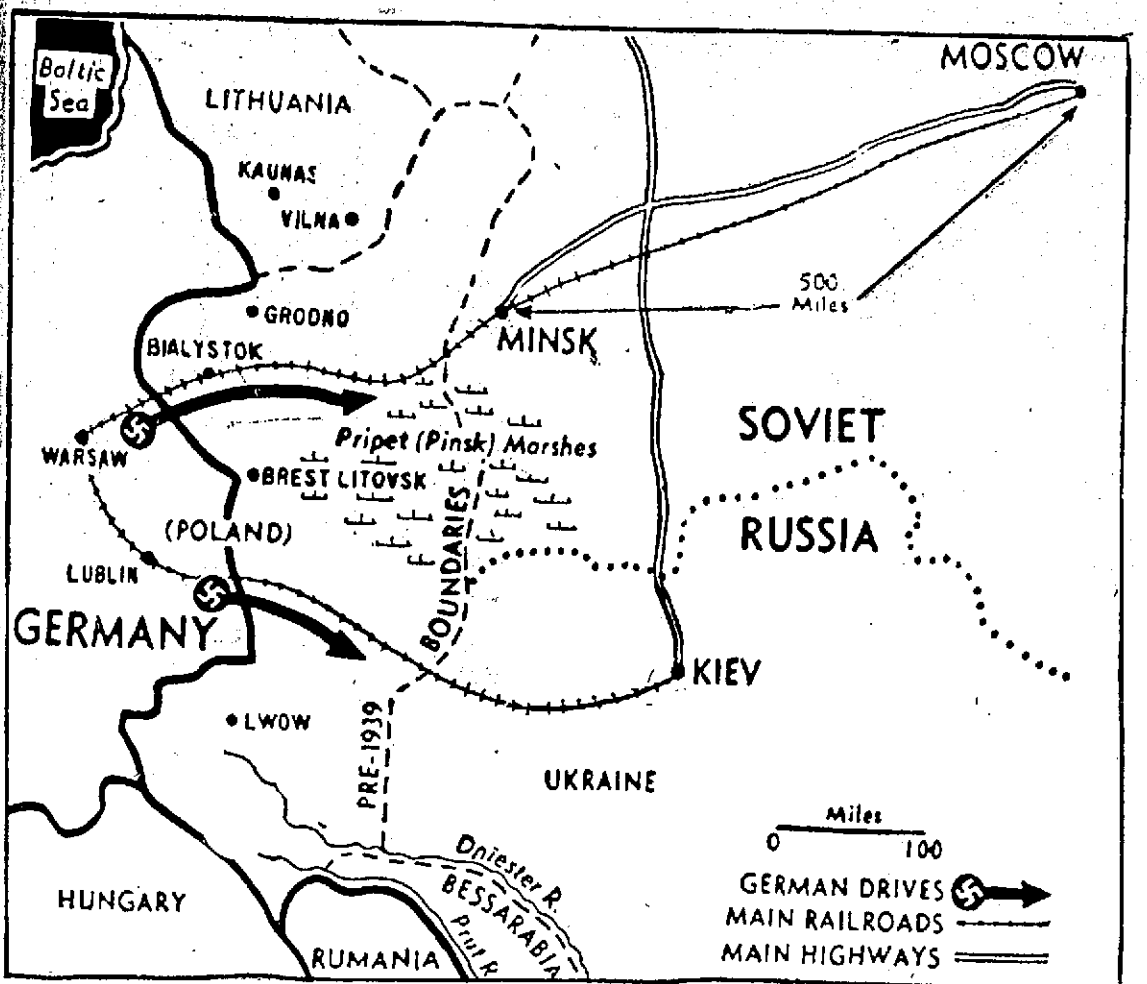 MOSCOW
Baltic
Sea
LITHUANIA
KAUNAS
VILNA
500
Miles
GRODNO
MINSK
BIALYSTOK
SOVIET
RUSSIA
Pripet (Pinsk) Marshes
WARSAW
BREST LITOVSK
(POLAND)
LUBLIN
BOUNDARIES
GERMANY
KIEV
LWOW
PRE-1939
UKRAINE
Miles
0 100
Dniester R.
BESSARABIA
Prut R.
HUNGARY
RUMANIA
GERMAN DRIVES
MAIN RAILROADS
MAIN HIGHWAYS